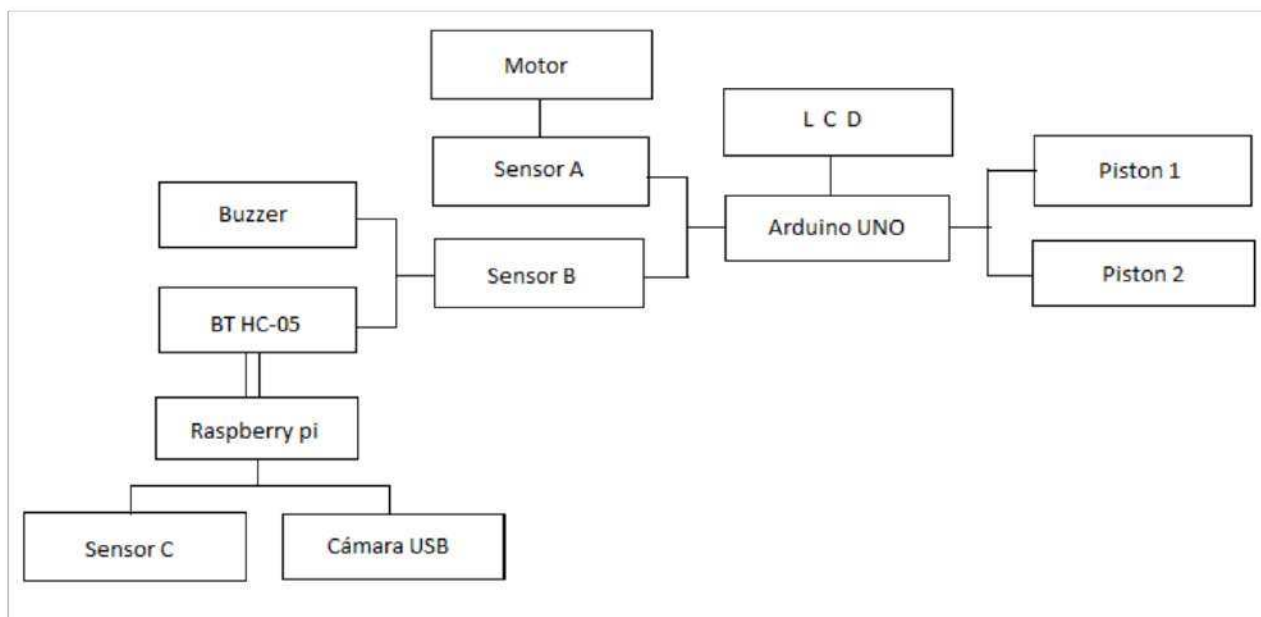 Motor
L C D
Sensor A
Piston 1
Buzzer
Arduino UNO
Sensor B
Piston 2
BT HC-05
Raspberry pi
Sensor C
Cámara USB